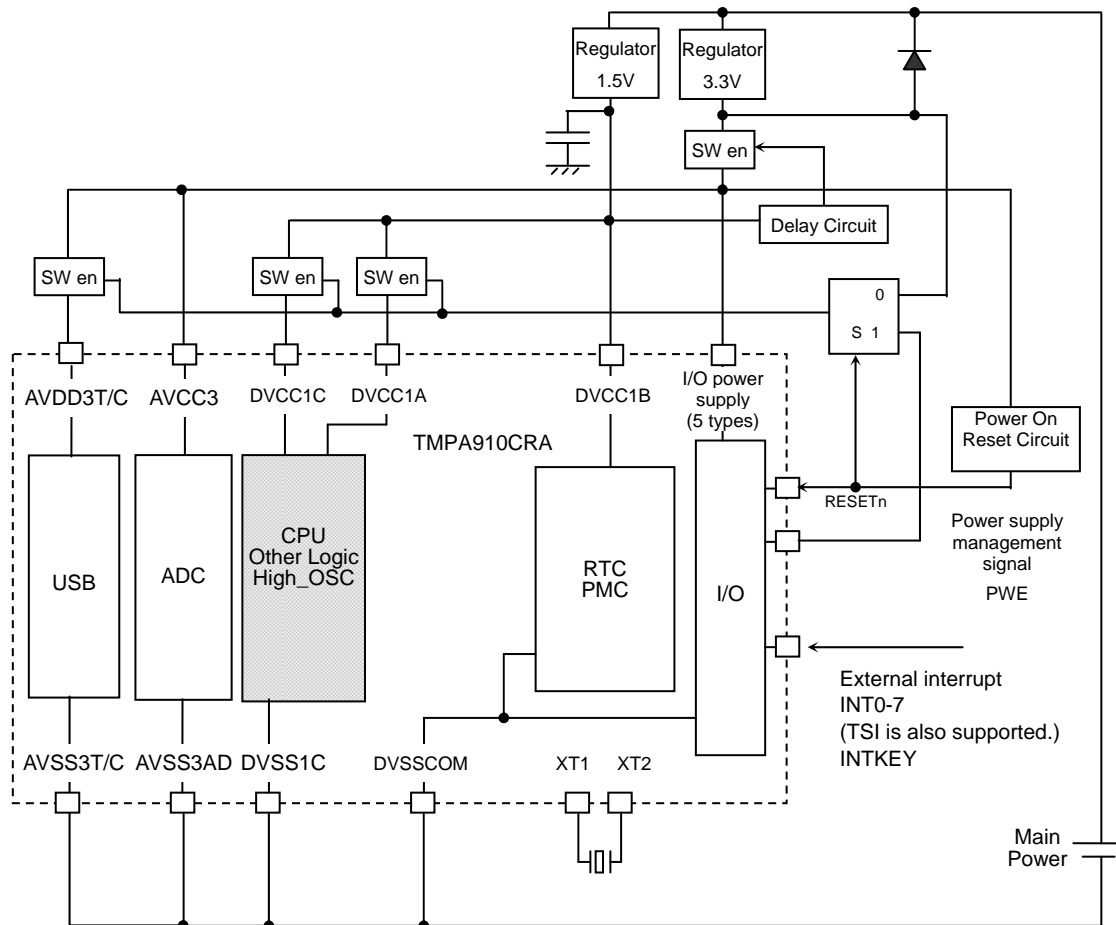 Regulator
1.5V
Regulator
3.3V
SW en
Delay Circuit
SW en
SW en
SW en
0
S 1
AVDD3T/C
AVCC3
DVCC1C
DVCC1A
DVCC1B
I/O power
supply
(5 types)
TMPA910CRA
Power On
Reset Circuit
RESETn
USB
ADC
CPU
Other Logic
High_OSC
RTC
PMC
I/O
Power supply
management
signal
PWE
External interrupt
INT0-7
(TSI is also supported.)
INTKEY
AVSS3T/C
AVSS3AD
DVSS1C
DVSSCOM
XT1
XT2
Main
Power